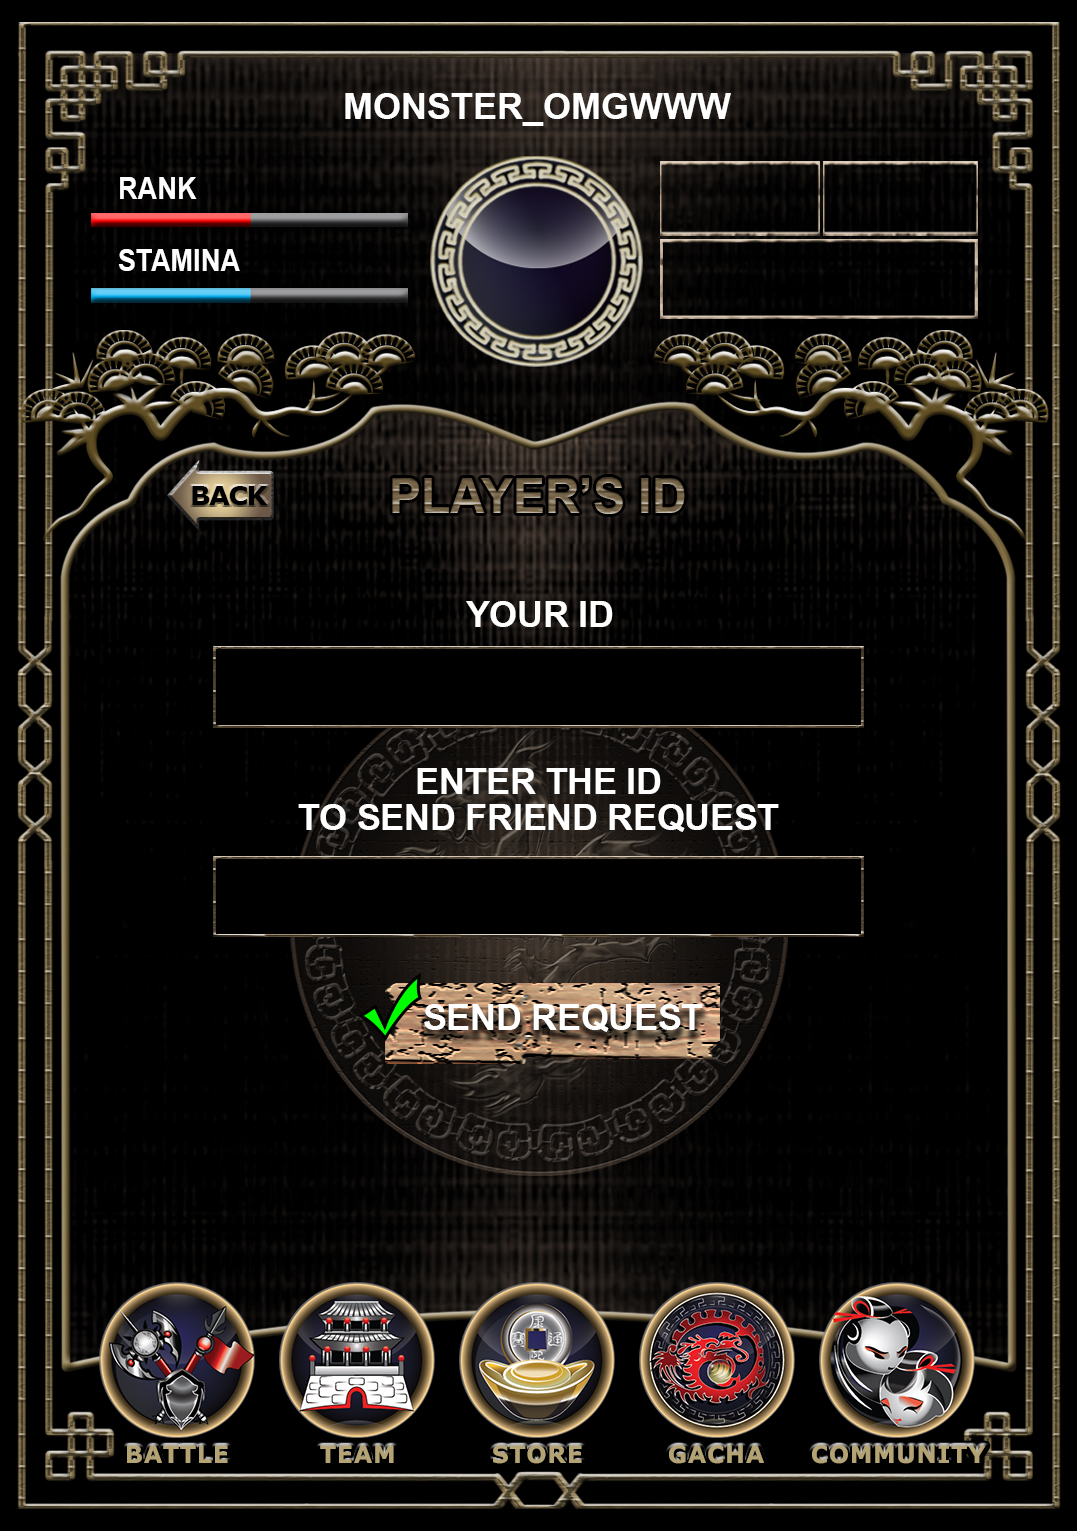 MONSTER_OMGWWW
RANK
STAMINA
BACK
PLAYER'S ID
YOUR ID
ENTER THE ID
TO SEND FRIEND REQUEST
SEND REQUEST
BATTLE
TEAM
STORE
GACHA
COMMUNITY